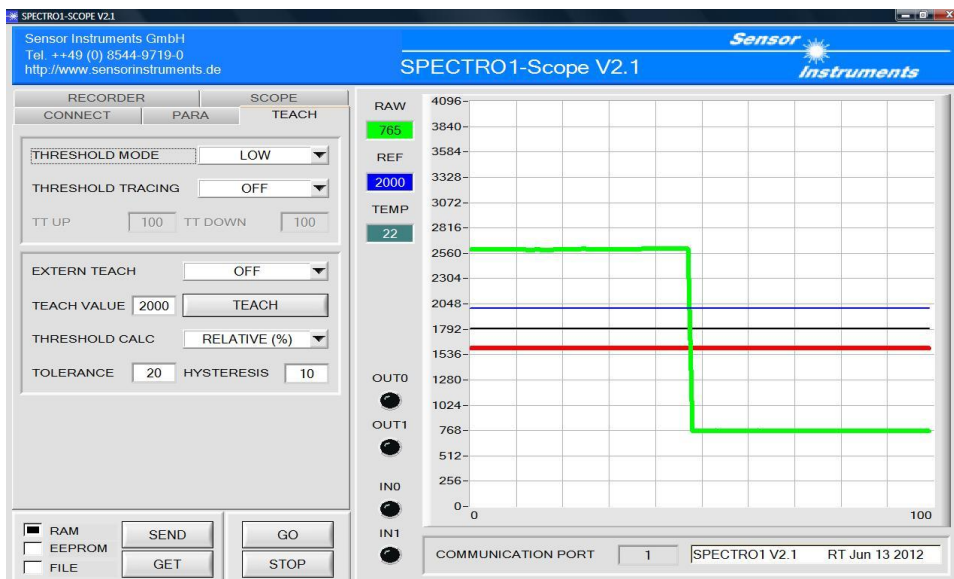 SPECTRO1-SCOPE V2.1
Sensor Instruments GmbH
Tel. ++49 (0) 8544-9719-0
http://www.sensorinstruments.de
SPECTRO1-Scope V2.1
Sensor
Instruments
RECORDER SCOPE
CONNECT PARA TEACH
THRESHOLD MODE LOW
THRESHOLD TRACING OFF
TT UP 100 TT DOWN 100
EXTERN TEACH OFF
TEACH VALUE 2000 TEACH
THRESHOLD CALC RELATIVE (%)
TOLERANCE 20 HYSTERESIS 10
RAM
EEPROM
FILE
SEND
GET
GO
STOP
RAW
765
REF
2000
TEMP
22
OUT0
OUT1
IN0
IN1
4096
3840
3584
3328
3072
2816
2560
2304
2048
1792
1536
1280
1024
768
512
256
0
0 100
COMMUNICATION PORT 1 SPECTRO1 V2.1 RT Jun 13 2012